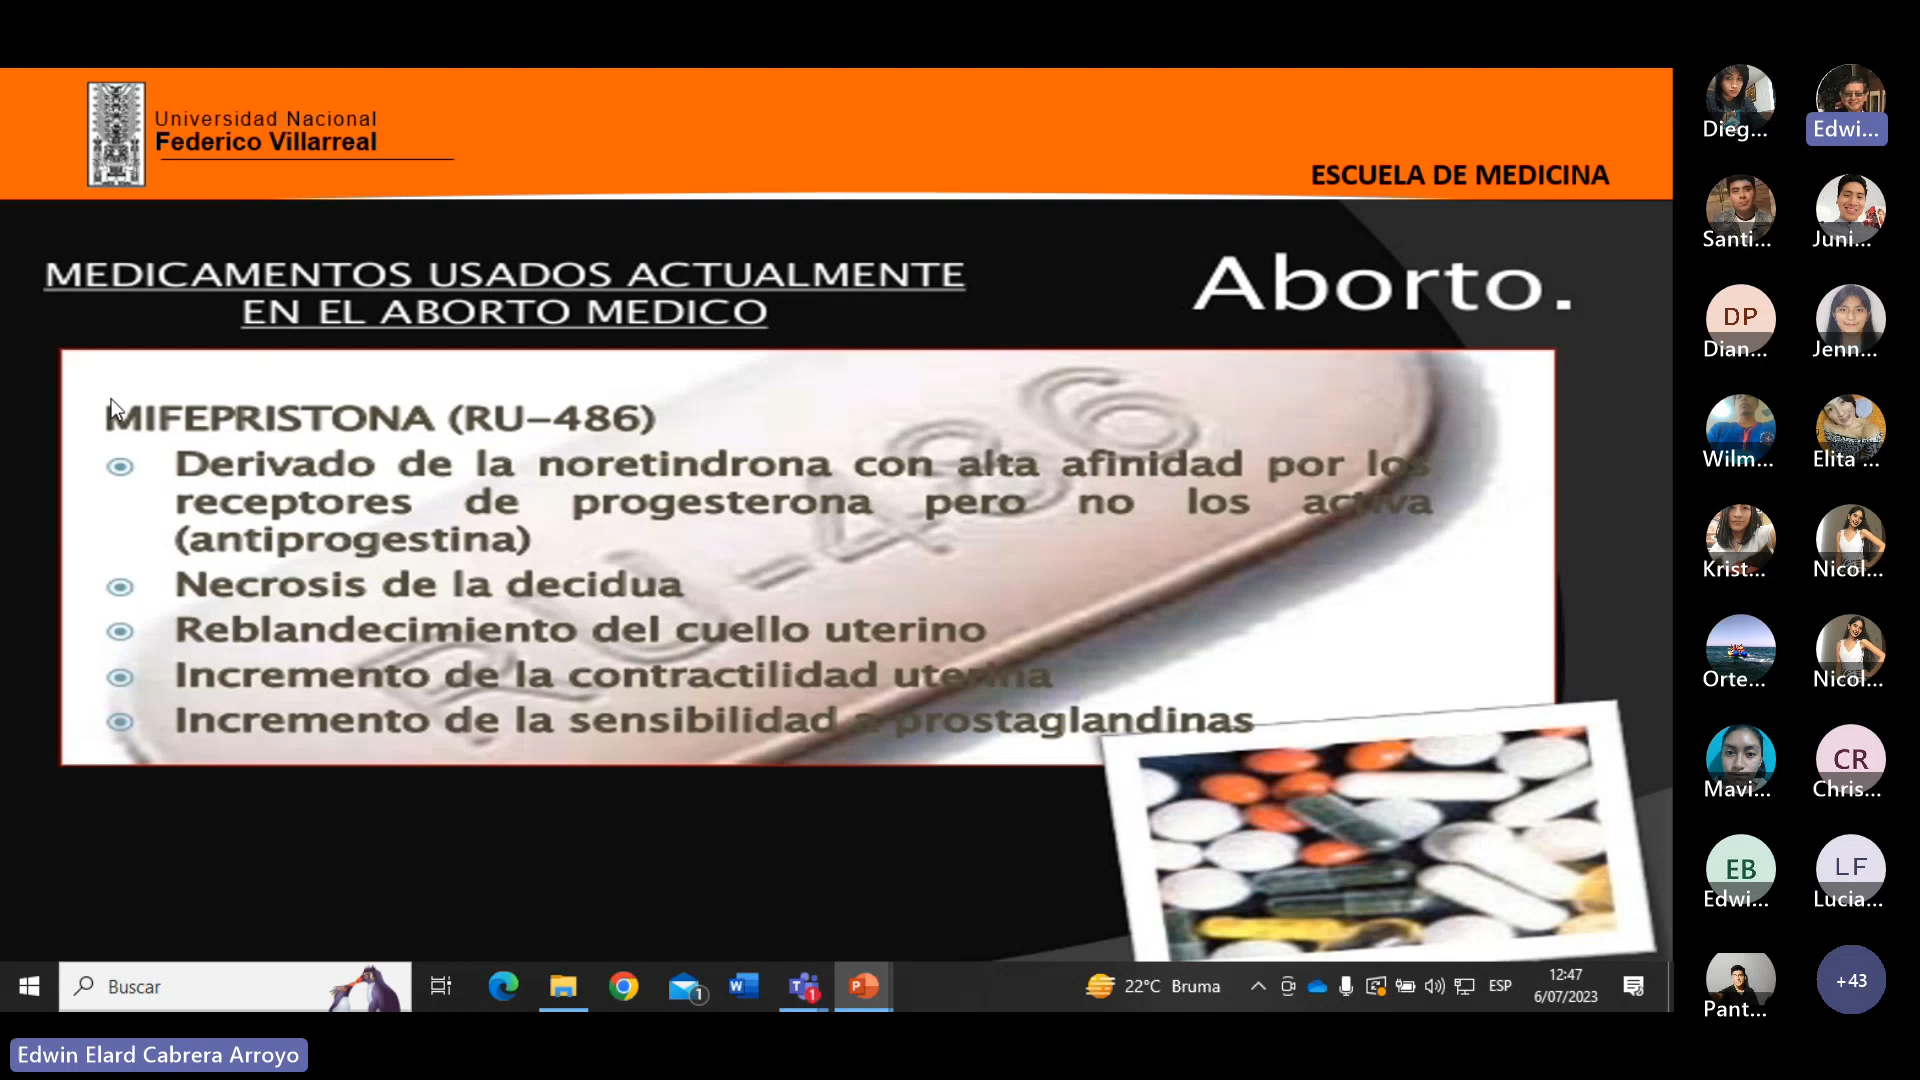 Universidad Nacional
Federico Villarreal
ESCUELA DE MEDICINA
MEDICAMENTOS USADOS ACTUALMENTE
EN EL ABORTO MEDICO
Aborto.
MIFEPRISTONA (RU-486)
Derivado de la noretindrona con alta afinidad por los
receptores de progesterona pero no los activa
(antiprogestina)
Necrosis de la decidua
Reblandecimiento del cuello uterino
Incremento de la contractilidad uterina
Incremento de la sensibilidad a prostaglandinas
RU-486
Buscar
1
1
22°C Bruma
ESP
12:47
6/07/2023
Edwin Elard Cabrera Arroyo
Dieg...
Edwi...
Santi...
Juni...
DP
Dian...
Jenn...
Wilm...
Elita ...
Krist...
Nicol...
Orte...
Nicol...
Mavi...
CR
Chris...
EB
Edwi...
LF
Lucia...
Pant...
+43